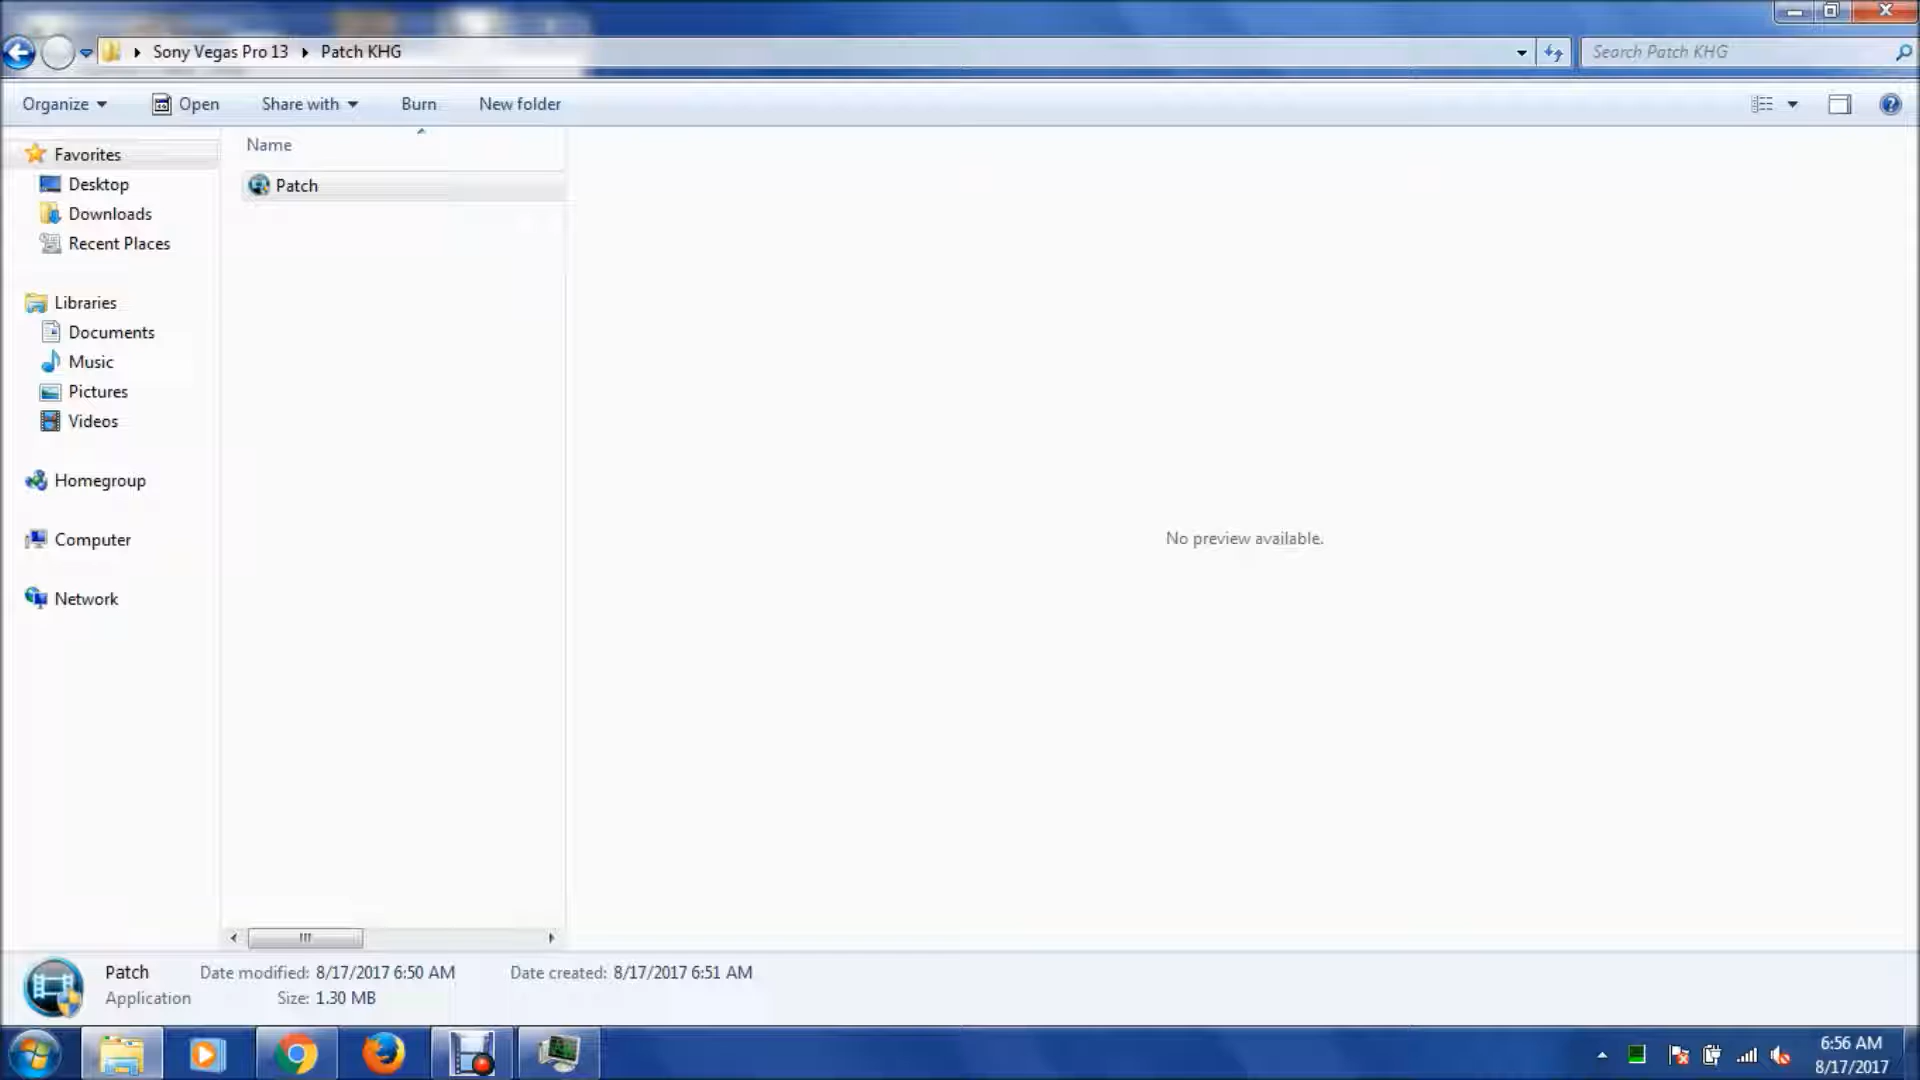 Sony Vegas Pro 13 Patch KHG
Search Patch KHG
Organize Open Share with Burn New folder
Name
Patch
Favorites
Desktop
Downloads
Recent Places
Libraries
Documents
Music
Pictures
Videos
Homegroup
Computer
Network
No preview available.
Patch Date modified: 8/17/2017 6:50 AM Date created: 8/17/2017 6:51 AM
Application Size: 1.30 MB
6:56 AM
8/17/2017